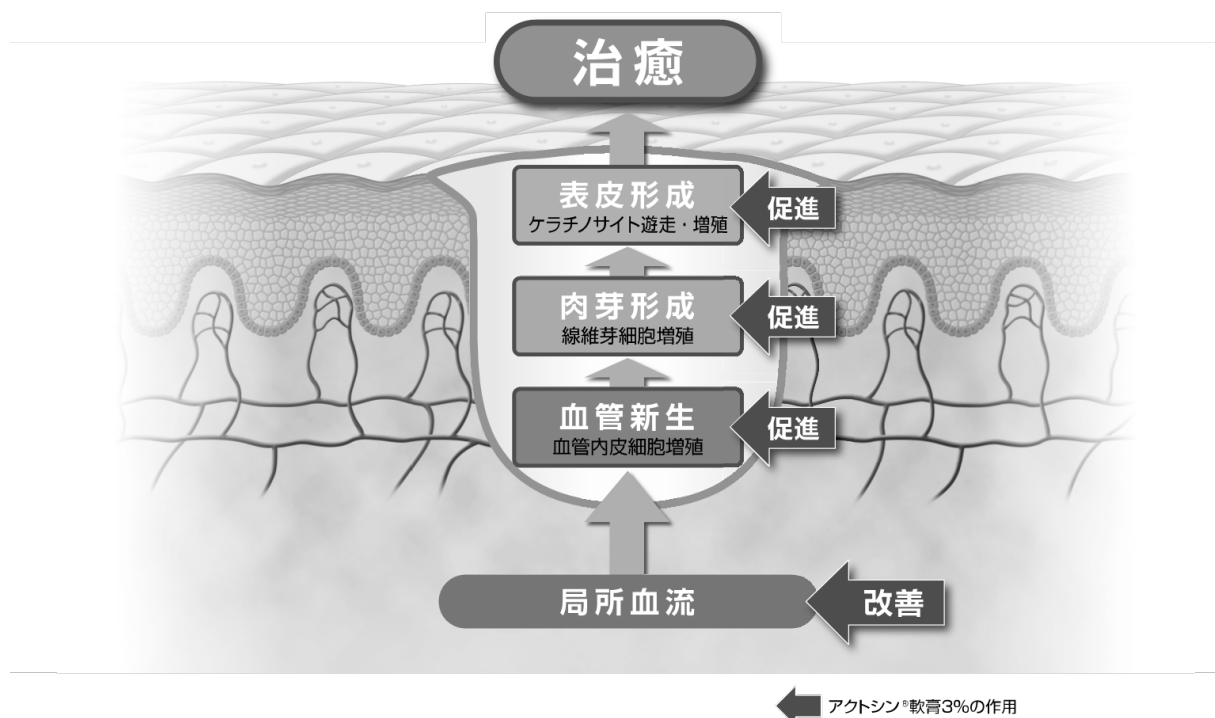 治癒
表皮形成
ケラチノサイト遊走・増殖
促進
肉芽形成
線維芽細胞増殖
促進
血管新生
血管内皮細胞増殖
促進
局所血流
改善
アクトシン®軟膏3%の作用